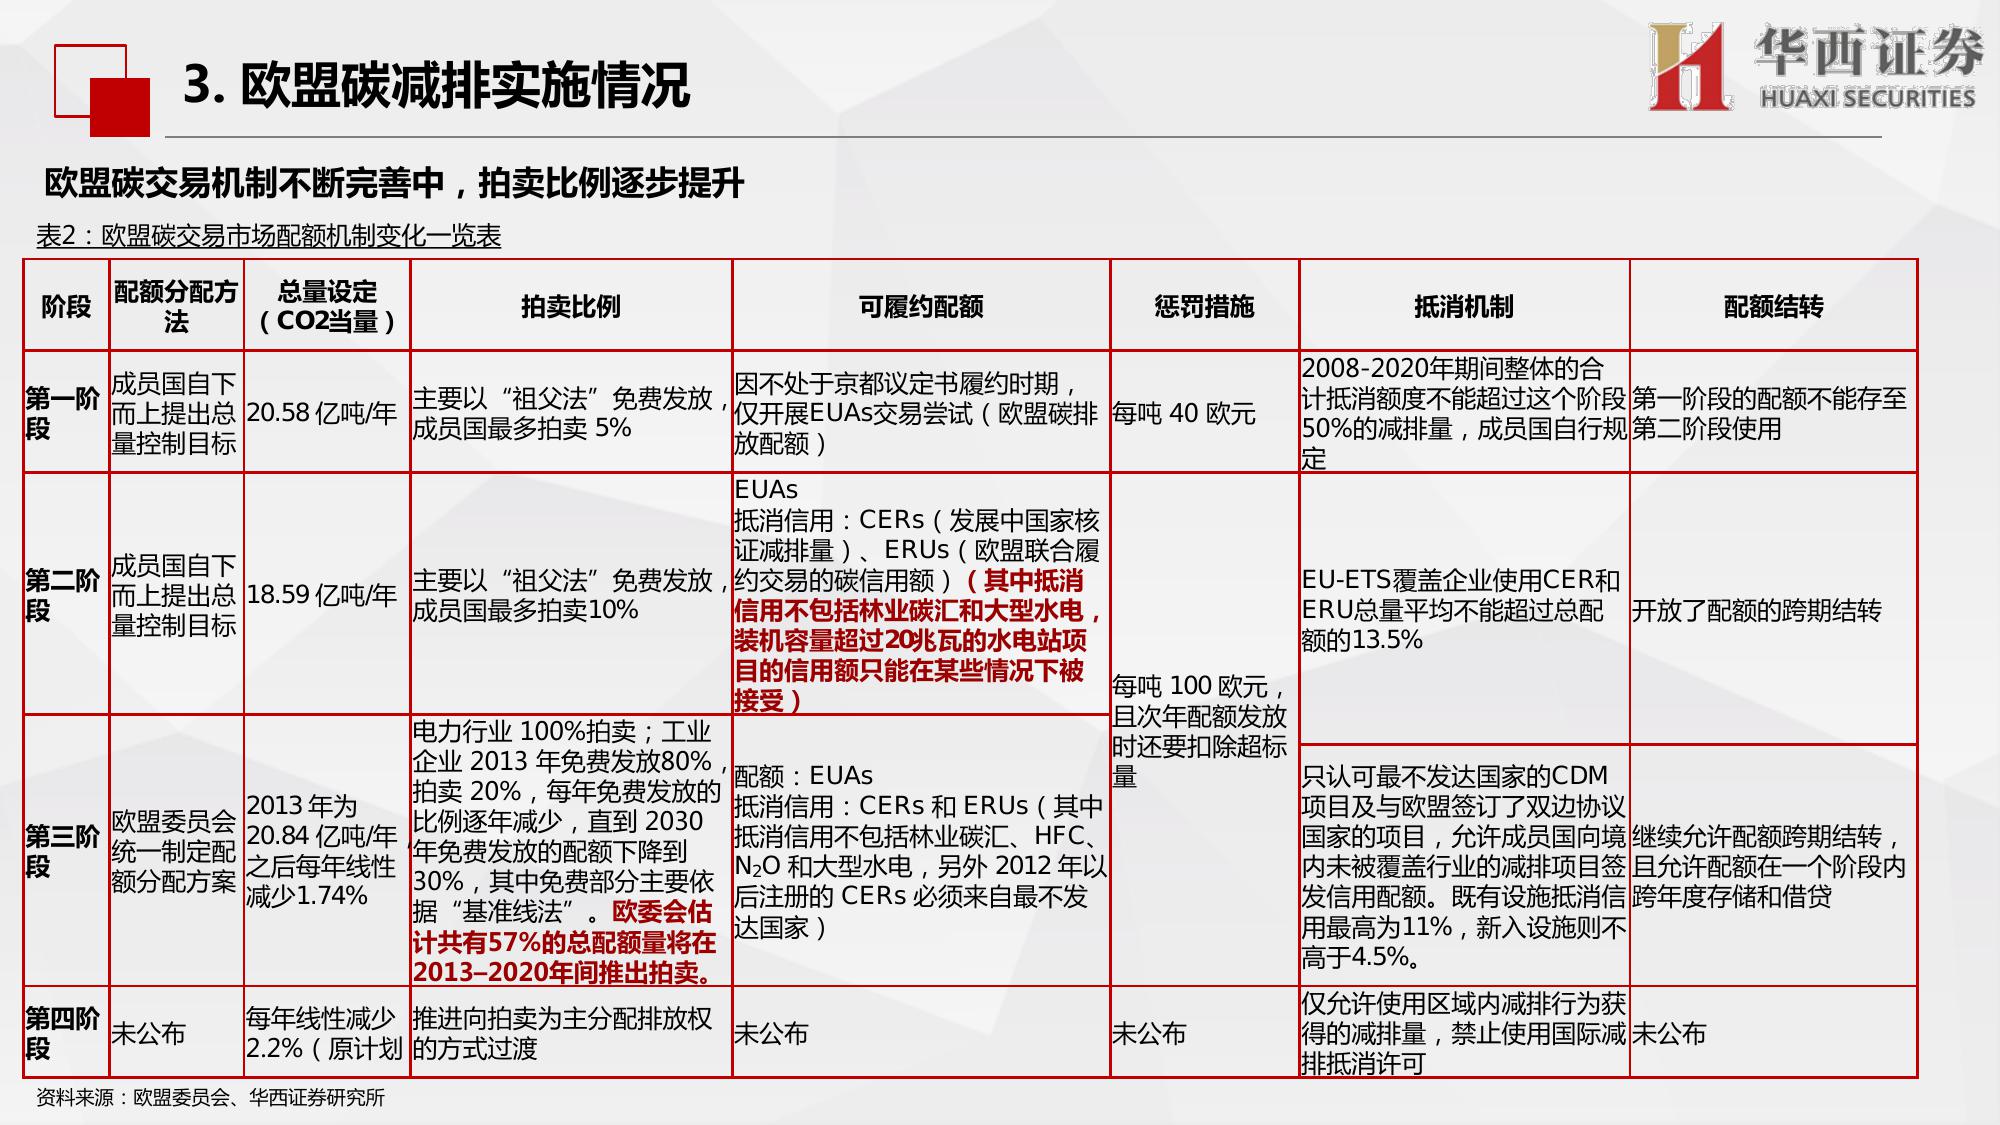 3. 欧盟碳减排实施情况
华西证券
HUAXI SECURITIES
欧盟碳交易机制不断完善中，拍卖比例逐步提升
表2：欧盟碳交易市场配额机制变化一览表
阶段
配额分配方
法
总量设定
（CO2当量）
拍卖比例
可履约配额
惩罚措施
抵消机制
配额结转
第一阶
段
成员国自下
而上提出总
量控制目标
20.58 亿吨/年
主要以“祖父法”免费发放，
成员国最多拍卖 5%
因不处于京都议定书履约时期，
仅开展EUAs交易尝试（欧盟碳排
放配额）
每吨 40 欧元
2008-2020年期间整体的合
计抵消额度不能超过这个阶段
50%的减排量，成员国自行规
定
第一阶段的配额不能存至
第二阶段使用
第二阶
段
成员国自下
而上提出总
量控制目标
18.59 亿吨/年
主要以“祖父法”免费发放，
成员国最多拍卖10%
EUAs
抵消信用：CERs（发展中国家核
证减排量）、ERUs（欧盟联合履
约交易的碳信用额）（其中抵消
信用不包括林业碳汇和大型水电，
装机容量超过20兆瓦的水电站项
目的信用额只能在某些情况下被
接受）
每吨 100 欧元，
且次年配额发放
时还要扣除超标
量
EU-ETS覆盖企业使用CER和
ERU总量平均不能超过总配
额的13.5%
开放了配额的跨期结转
第三阶
段
欧盟委员会
统一制定配
额分配方案
2013 年为
20.84 亿吨/年，
之后每年线性
减少1.74%
电力行业 100%拍卖；工业
企业 2013 年免费发放80%，
拍卖 20%，每年免费发放的
比例逐年减少，直到 2030
年免费发放的配额下降到
30%，其中免费部分主要依
据“基准线法”。欧委会估
计共有57%的总配额量将在
2013–2020年间推出拍卖。
配额：EUAs
抵消信用：CERs 和 ERUs（其中
抵消信用不包括林业碳汇、HFC、
N₂O 和大型水电，另外 2012 年以
后注册的 CERs 必须来自最不发
达国家）
只认可最不发达国家的CDM
项目及与欧盟签订了双边协议
国家的项目，允许成员国向境
内未被覆盖行业的减排项目签
发信用配额。既有设施抵消信
用最高为11%，新入设施则不
高于4.5%。
继续允许配额跨期结转，
且允许配额在一个阶段内
跨年度存储和借贷
第四阶
段
未公布
每年线性减少
2.2%（原计划
推进向拍卖为主分配排放权
的方式过渡
未公布
未公布
仅允许使用区域内减排行为获
得的减排量，禁止使用国际减
排抵消许可
未公布
资料来源：欧盟委员会、华西证券研究所